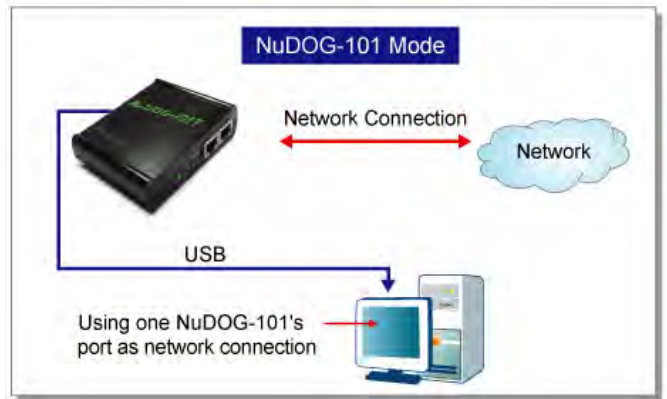 NuDOG-101 Mode
Network Connection
Network
USB
Using one NuDOG-101's
port as network connection